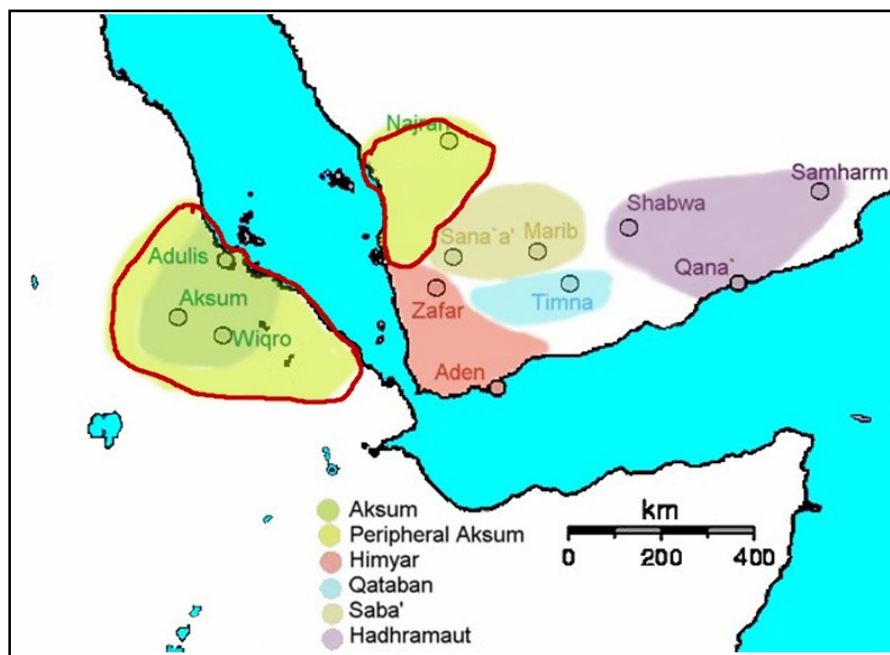 Najran
Samharm
Shabwa
Sana`a'
Marib
Adulis
Qana`
Timna
Aksum
Zafar
Wiqro
Aden
Aksum
Peripheral Aksum
Himyar
Qataban
Saba'
Hadhramaut
km
0 200 400